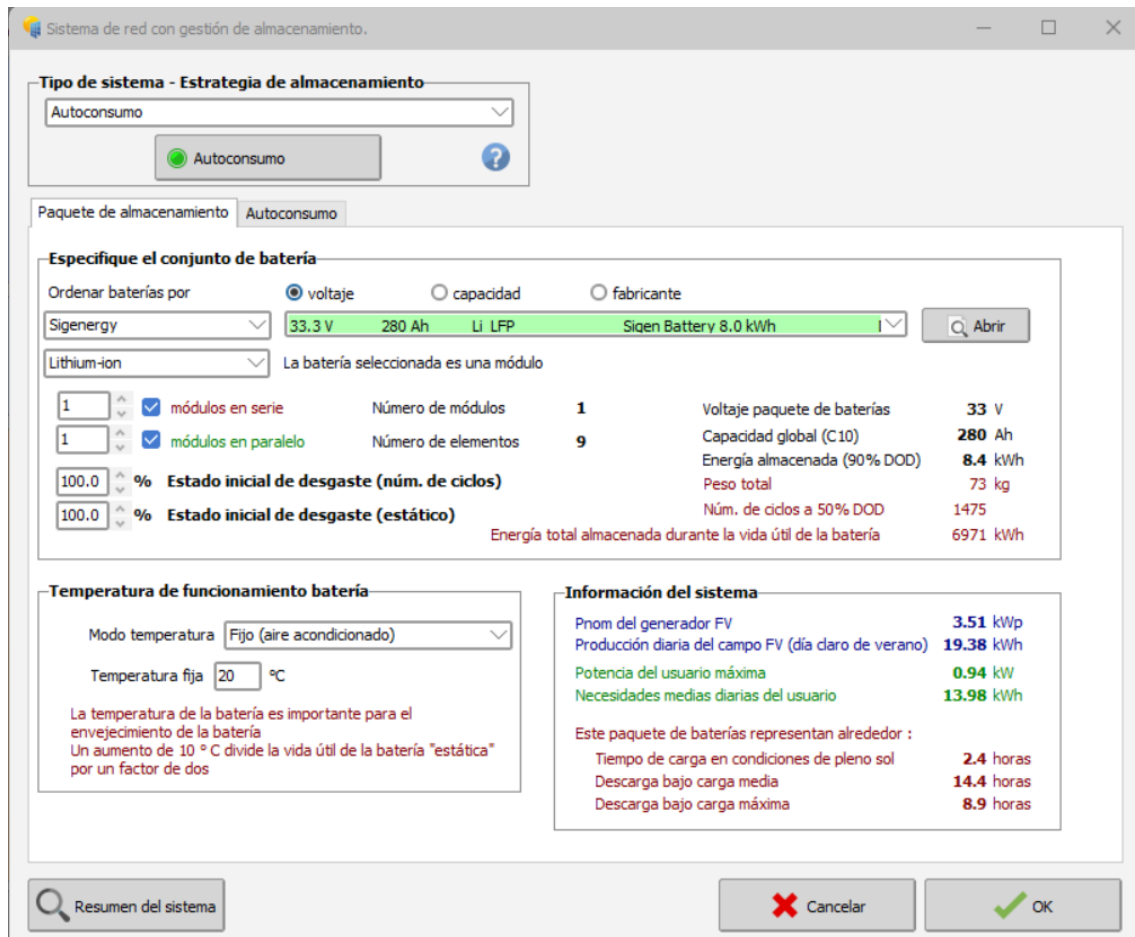 Sistema de red con gestión de almacenamiento.
Tipo de sistema - Estrategia de almacenamiento
Autoconsumo
Autoconsumo
Paquete de almacenamiento Autoconsumo
Especifique el conjunto de batería
Ordenar baterías por voltaje capacidad fabricante
Sigenergy 33.3 V 280 Ah Li LFP Sigen Battery 8.0 kWh Abrir
Lithium-ion La batería seleccionada es una módulo
1 módulos en serie Número de módulos 1 Voltaje paquete de baterías 33 V
1 módulos en paralelo Número de elementos 9 Capacidad global (C10) 280 Ah
Energía almacenada (90% DOD) 8.4 kWh
100.0 % Estado inicial de desgaste (núm. de ciclos) Peso total 73 kg
100.0 % Estado inicial de desgaste (estático) Núm. de ciclos a 50% DOD 1475
Energía total almacenada durante la vida útil de la batería 6971 kWh
Temperatura de funcionamiento batería
Modo temperatura Fijo (aire acondicionado)
Temperatura fija 20 ºC
La temperatura de la batería es importante para el
envejecimiento de la batería
Un aumento de 10 ° C divide la vida útil de la batería "estática"
por un factor de dos
Información del sistema
Pnom del generador FV 3.51 kWp
Producción diaria del campo FV (día claro de verano) 19.38 kWh
Potencia del usuario máxima 0.94 kW
Necesidades medias diarias del usuario 13.98 kWh
Este paquete de baterías representan alrededor :
Tiempo de carga en condiciones de pleno sol 2.4 horas
Descarga bajo carga media 14.4 horas
Descarga bajo carga máxima 8.9 horas
Resumen del sistema Cancelar OK